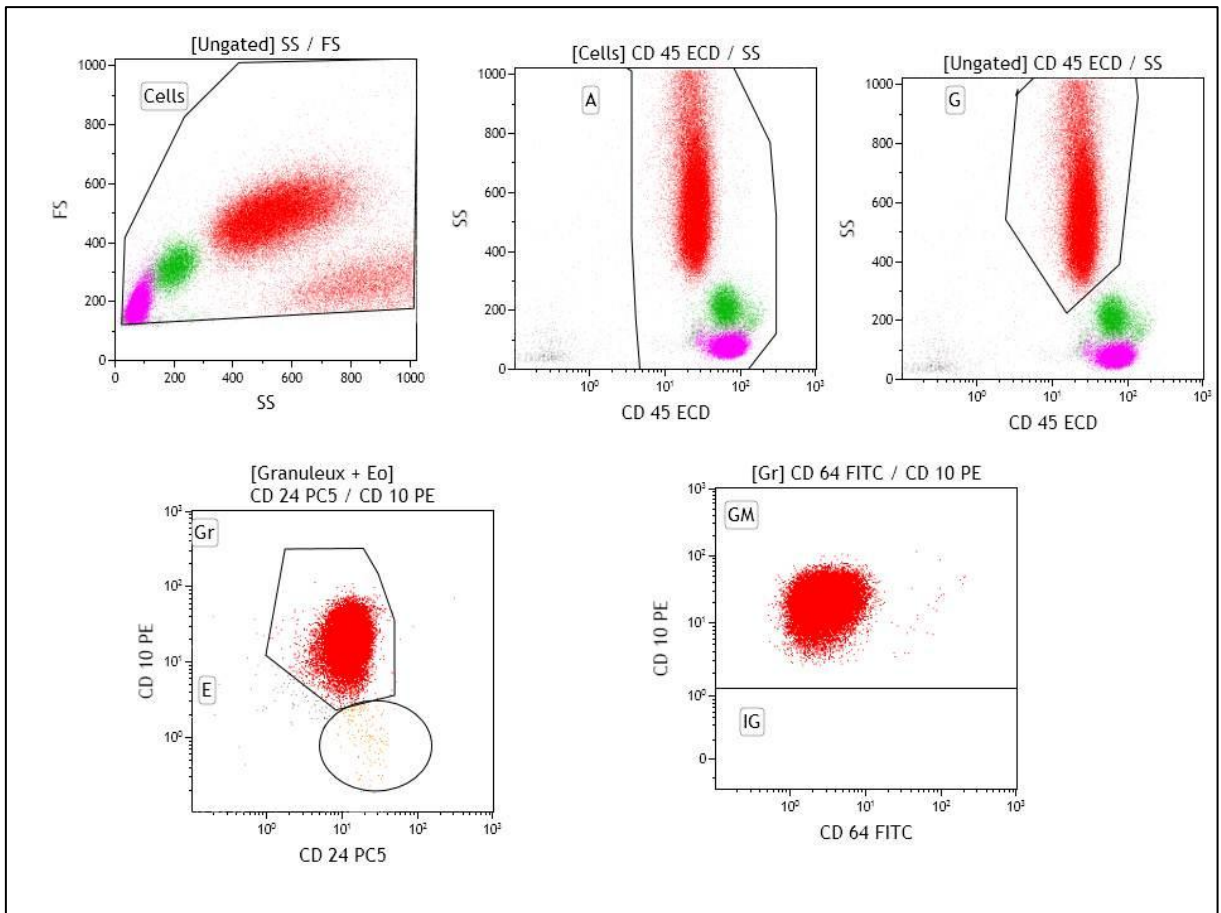 [Ungated] SS / FS
1000
Cells
800
600
FS
400
200
0
0 200 400 600 800 1000
SS
[Cells] CD 45 ECD / SS
1000
A
800
SS
600
400
200
0
10⁰ 10¹ 10² 10³
CD 45 ECD
[Ungated] CD 45 ECD / SS
1000
G
800
SS
600
400
200
0
10⁰ 10¹ 10² 10³
CD 45 ECD
[Granuleux + Eo]
CD 24 PC5 / CD 10 PE
10³
Gr
10²
CD 10 PE
10¹
E
10⁰
10⁰ 10¹ 10² 10³
CD 24 PC5
[Gr] CD 64 FITC / CD 10 PE
10³
GM
10²
CD 10 PE
10¹
10⁰
IG
0
10⁰ 10¹ 10² 10³
CD 64 FITC